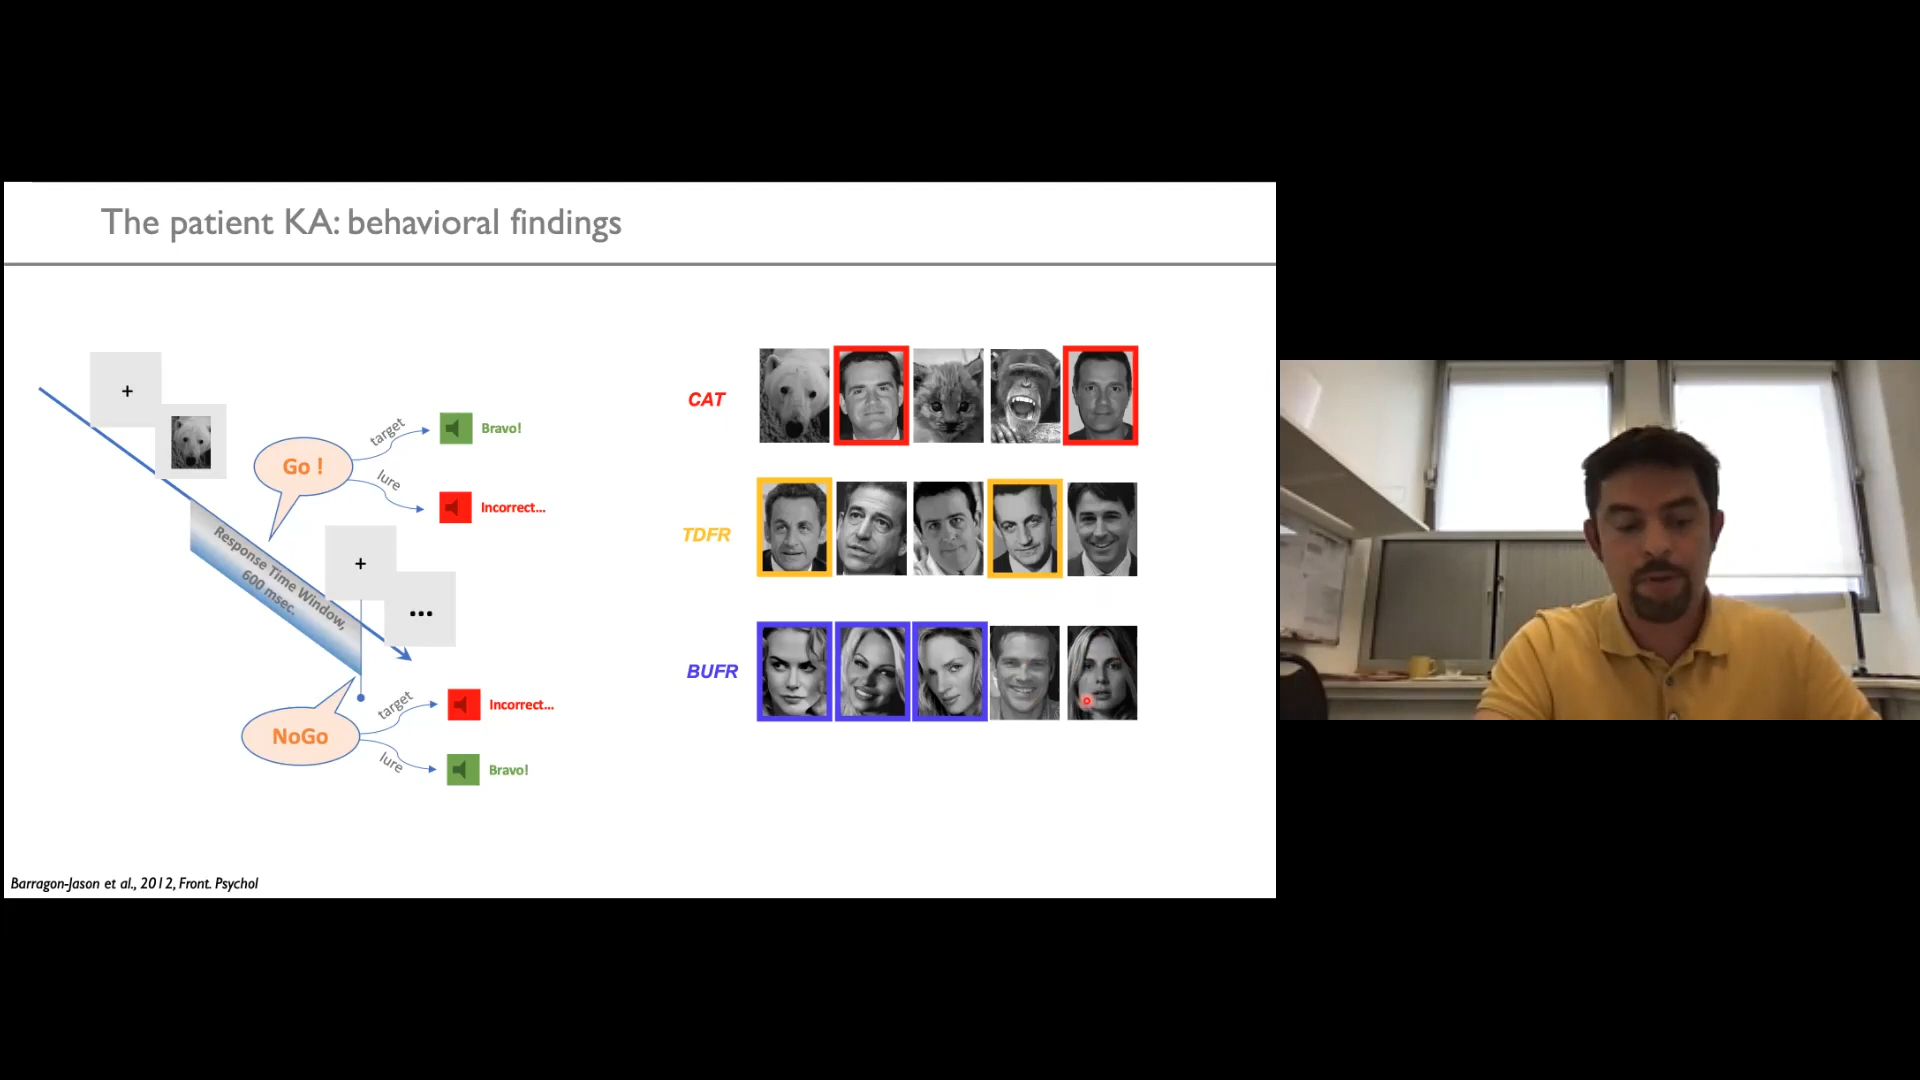 The patient KA: behavioral findings
+
Go !
target
Bravo!
lure
Incorrect...
Response Time Window,
600 msec.
+
...
NoGo
target
Incorrect...
lure
Bravo!
CAT
TDFR
BUFR
Barragon-Jason et al., 2012, Front. Psychol